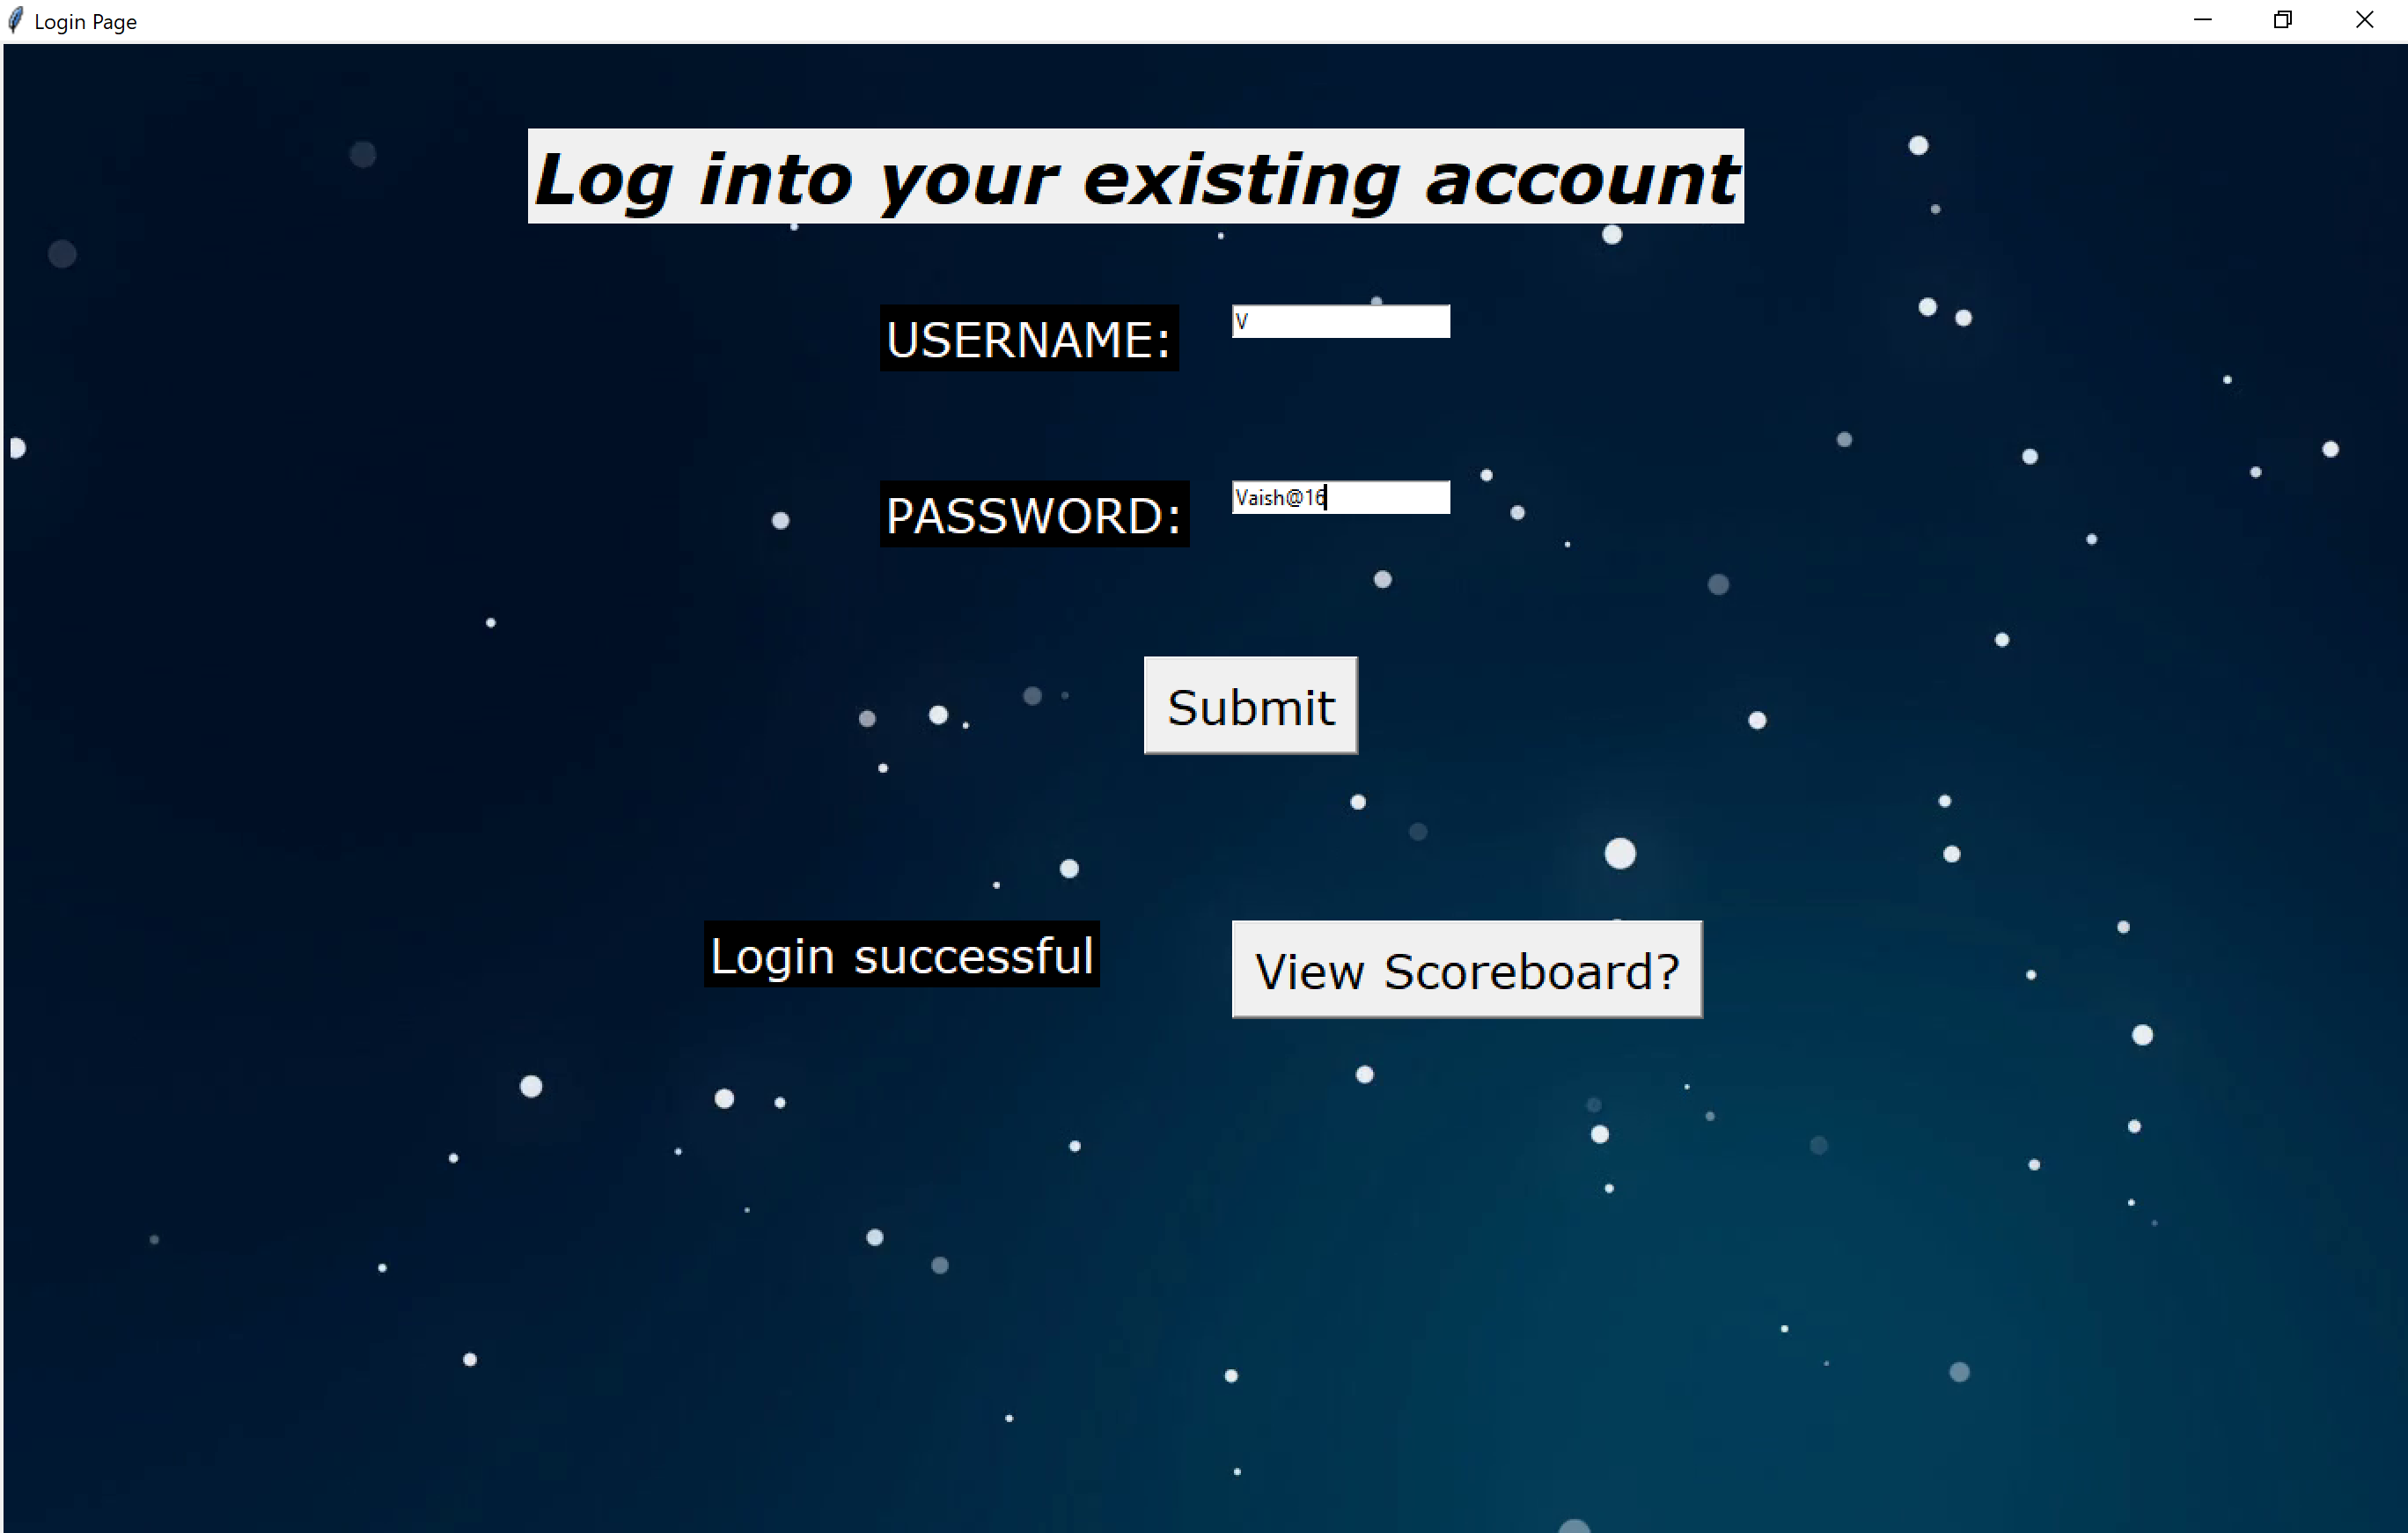 Login Page
Log into your existing account
USERNAME: V
PASSWORD: Vaish@16
Submit
Login successful View Scoreboard?